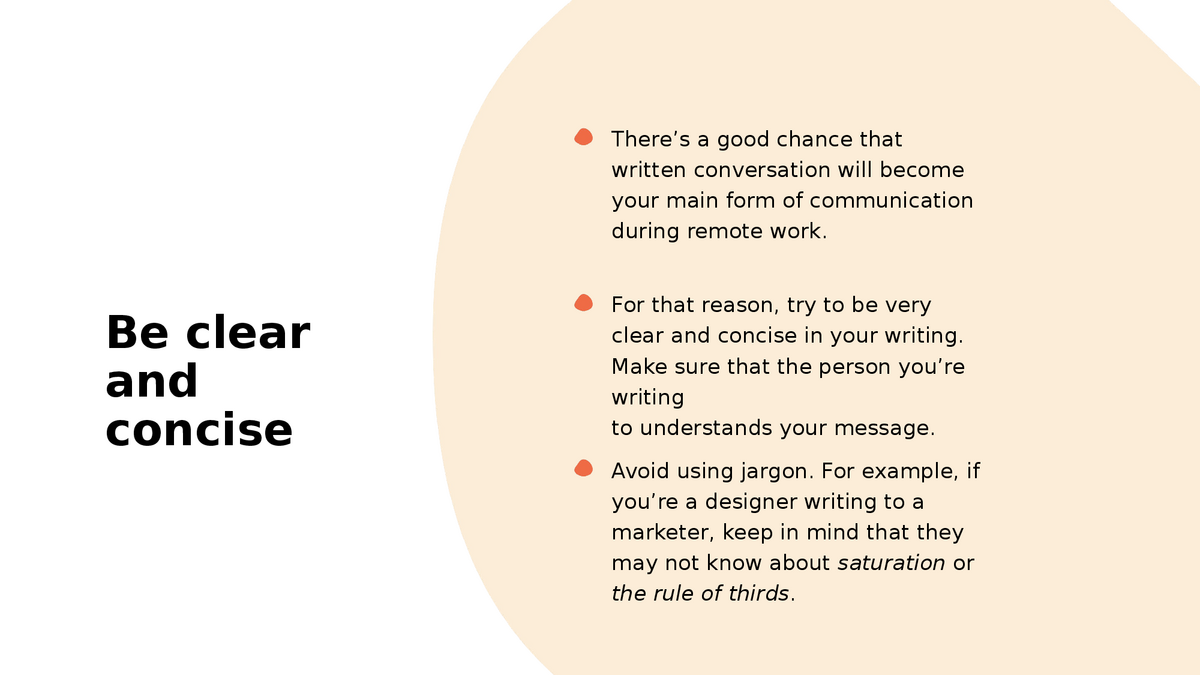 Be clear
and
concise
There’s a good chance that
written conversation will become
your main form of communication
during remote work.
For that reason, try to be very
clear and concise in your writing.
Make sure that the person you’re
writing
to understands your message.
Avoid using jargon. For example, if
you’re a designer writing to a
marketer, keep in mind that they
may not know about saturation or
the rule of thirds.